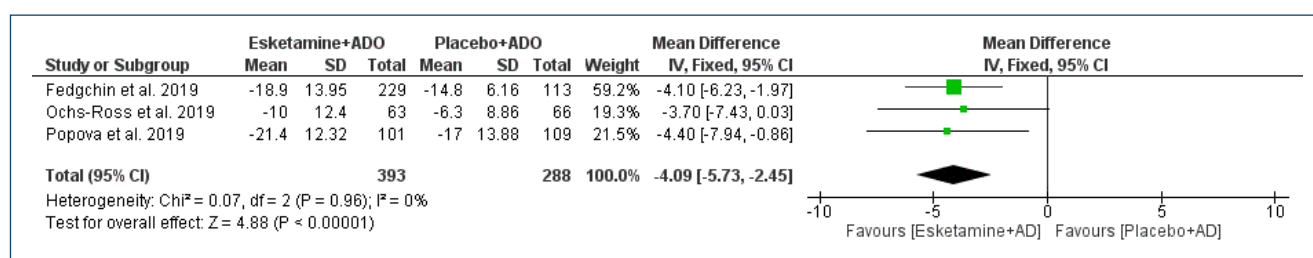 Esketamine+ADO Placebo+ADO Mean Difference Mean Difference
Study or Subgroup Mean SD Total Mean SD Total Weight IV, Fixed, 95% CI IV, Fixed, 95% CI
Fedgchin et al. 2019 -18.9 13.95 229 -14.8 6.16 113 59.2% -4.10 [-6.23, -1.97]
Ochs-Ross et al. 2019 -10 12.4 63 -6.3 8.86 66 19.3% -3.70 [-7.43, 0.03]
Popova et al. 2019 -21.4 12.32 101 -17 13.88 109 21.5% -4.40 [-7.94, -0.86]
Total (95% CI) 393 288 100.0% -4.09 [-5.73, -2.45]
Heterogeneity: Chi² = 0.07, df = 2 (P = 0.96); I² = 0%
Test for overall effect: Z = 4.88 (P < 0.00001)
-10 -5 0 5 10
Favours [Esketamine+AD] Favours [Placebo+AD]